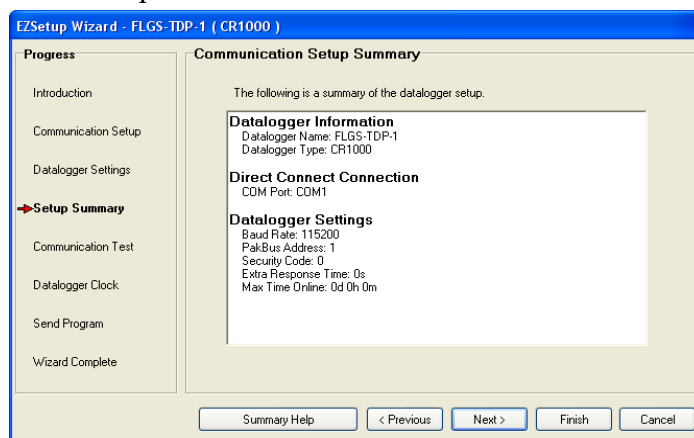 EZSetup Wizard - FLGS-TDP-1 ( CR1000 )
Progress
Introduction
Communication Setup
Datalogger Settings
Setup Summary
Communication Test
Datalogger Clock
Send Program
Wizard Complete
Communication Setup Summary
The following is a summary of the datalogger setup.
Datalogger Information
Datalogger Name: FLGS-TDP-1
Datalogger Type: CR1000
Direct Connect Connection
COM Port: COM1
Datalogger Settings
Baud Rate: 115200
PakBus Address: 1
Security Code: 0
Extra Response Time: 0s
Max Time Online: 0d 0h 0m
Summary Help
< Previous
Next >
Finish
Cancel